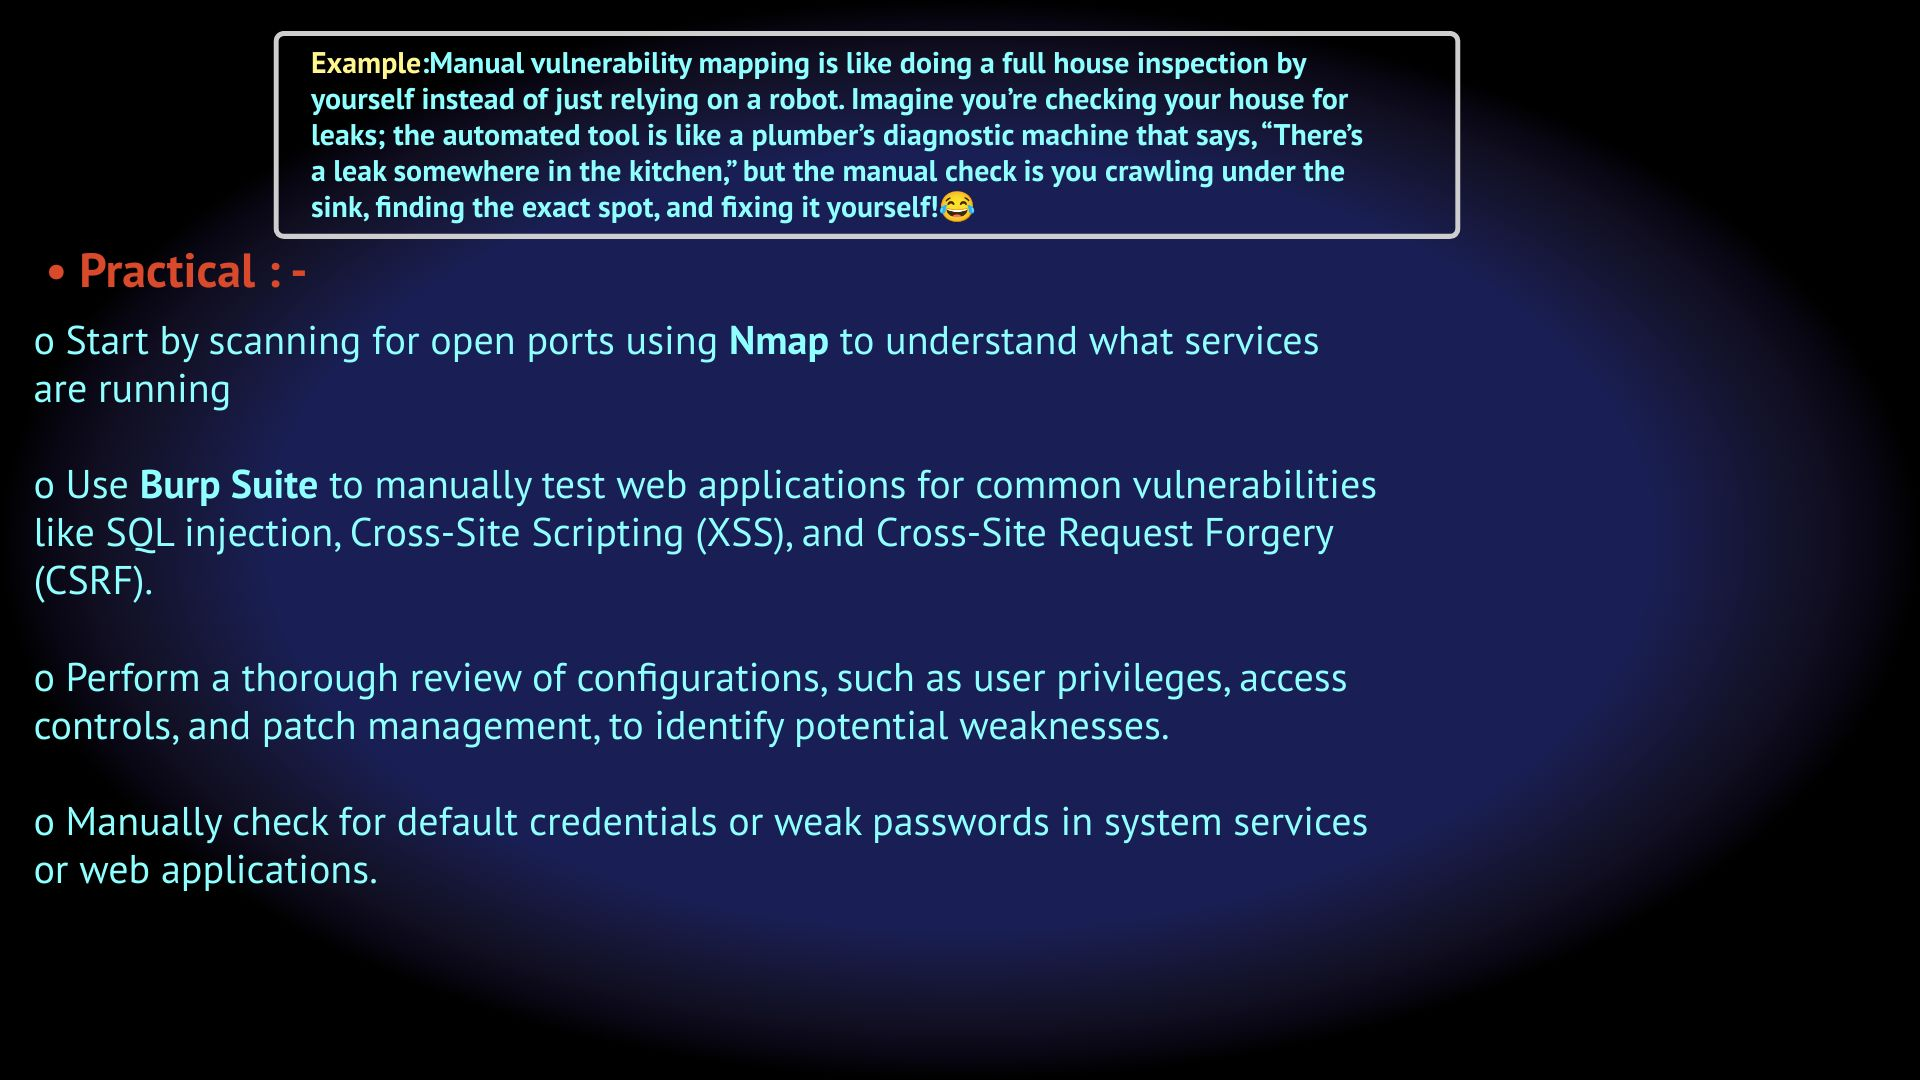 Example:Manual vulnerability mapping is like doing a full house inspection by
yourself instead of just relying on a robot. Imagine you’re checking your house for
leaks; the automated tool is like a plumber’s diagnostic machine that says, “There’s
a leak somewhere in the kitchen,” but the manual check is you crawling under the
sink, finding the exact spot, and fixing it yourself!😂
• Practical : -
o Start by scanning for open ports using Nmap to understand what services
are running
o Use Burp Suite to manually test web applications for common vulnerabilities
like SQL injection, Cross-Site Scripting (XSS), and Cross-Site Request Forgery
(CSRF).
o Perform a thorough review of configurations, such as user privileges, access
controls, and patch management, to identify potential weaknesses.
o Manually check for default credentials or weak passwords in system services
or web applications.